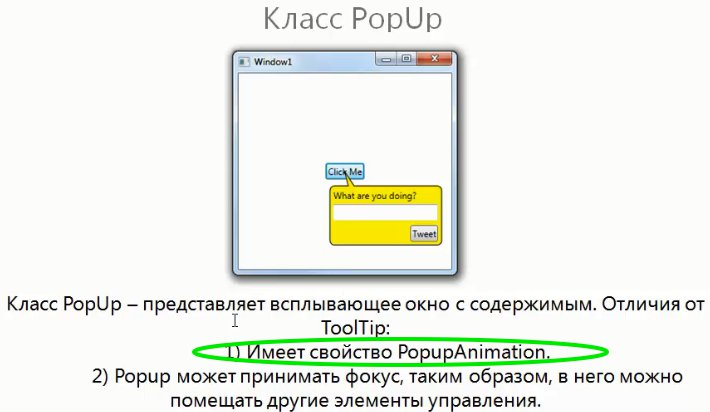 Класс PopUp
Window1
Click Me
What are you doing?
Tweet
Класс PopUp – представляет всплывающее окно с содержимым. Отличия от
ToolTip:
1) Имеет свойство PopupAnimation.
2) Popup может принимать фокус, таким образом, в него можно
помещать другие элементы управления.